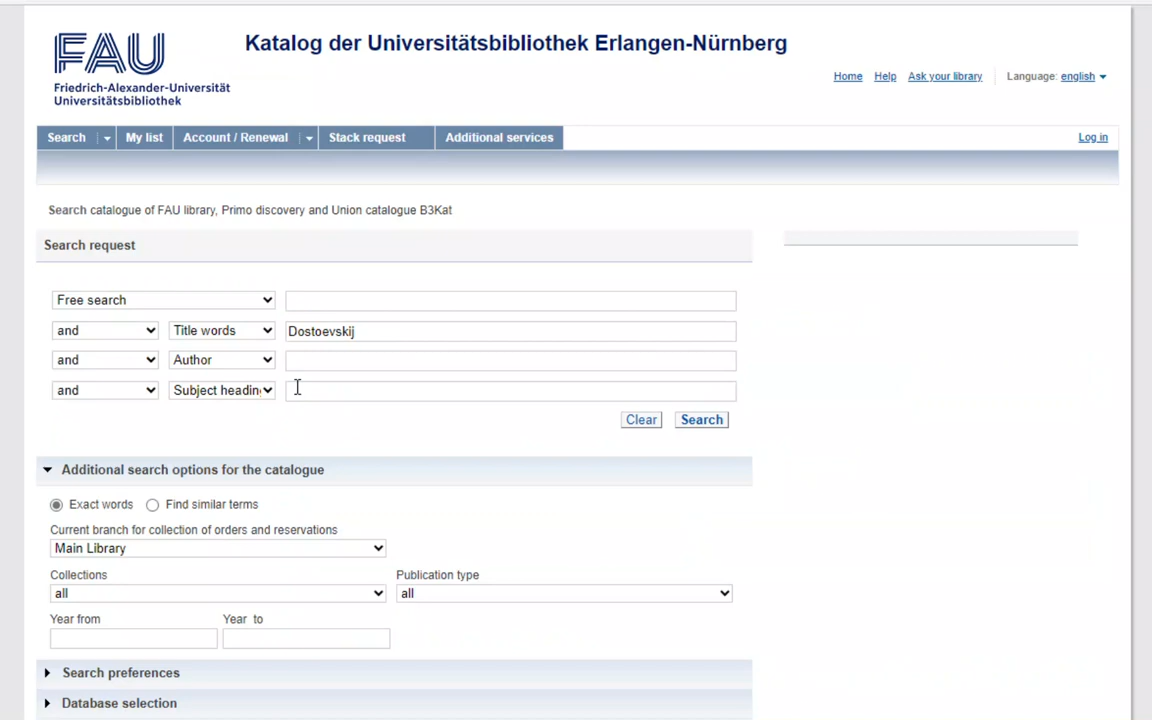 FAU
Katalog der Universitätsbibliothek Erlangen-Nürnberg
Friedrich-Alexander-Universität
Universitätsbibliothek
Home Help Ask your library Language: english
Search My list Account / Renewal Stack request Additional services Log in
Search catalogue of FAU library, Primo discovery and Union catalogue B3Kat
Search request
Free search
and Title words Dostoevskij
and Author
and Subject headin
Clear Search
Additional search options for the catalogue
Exact words Find similar terms
Current branch for collection of orders and reservations
Main Library
Collections Publication type
all all
Year from Year to
Search preferences
Database selection